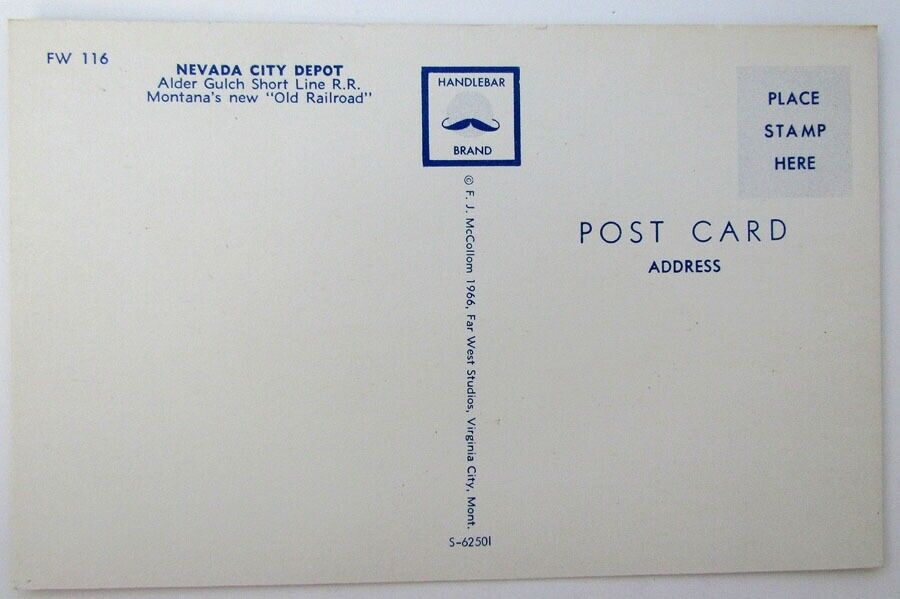 FW 116
NEVADA CITY DEPOT
Alder Gulch Short Line R.R.
Montana's new "Old Railroad"
HANDLEBAR
BRAND
© F. J. McCollom 1966, Far West Studios, Virginia City, Mont.
S-62501
PLACE
STAMP
HERE
POST CARD
ADDRESS